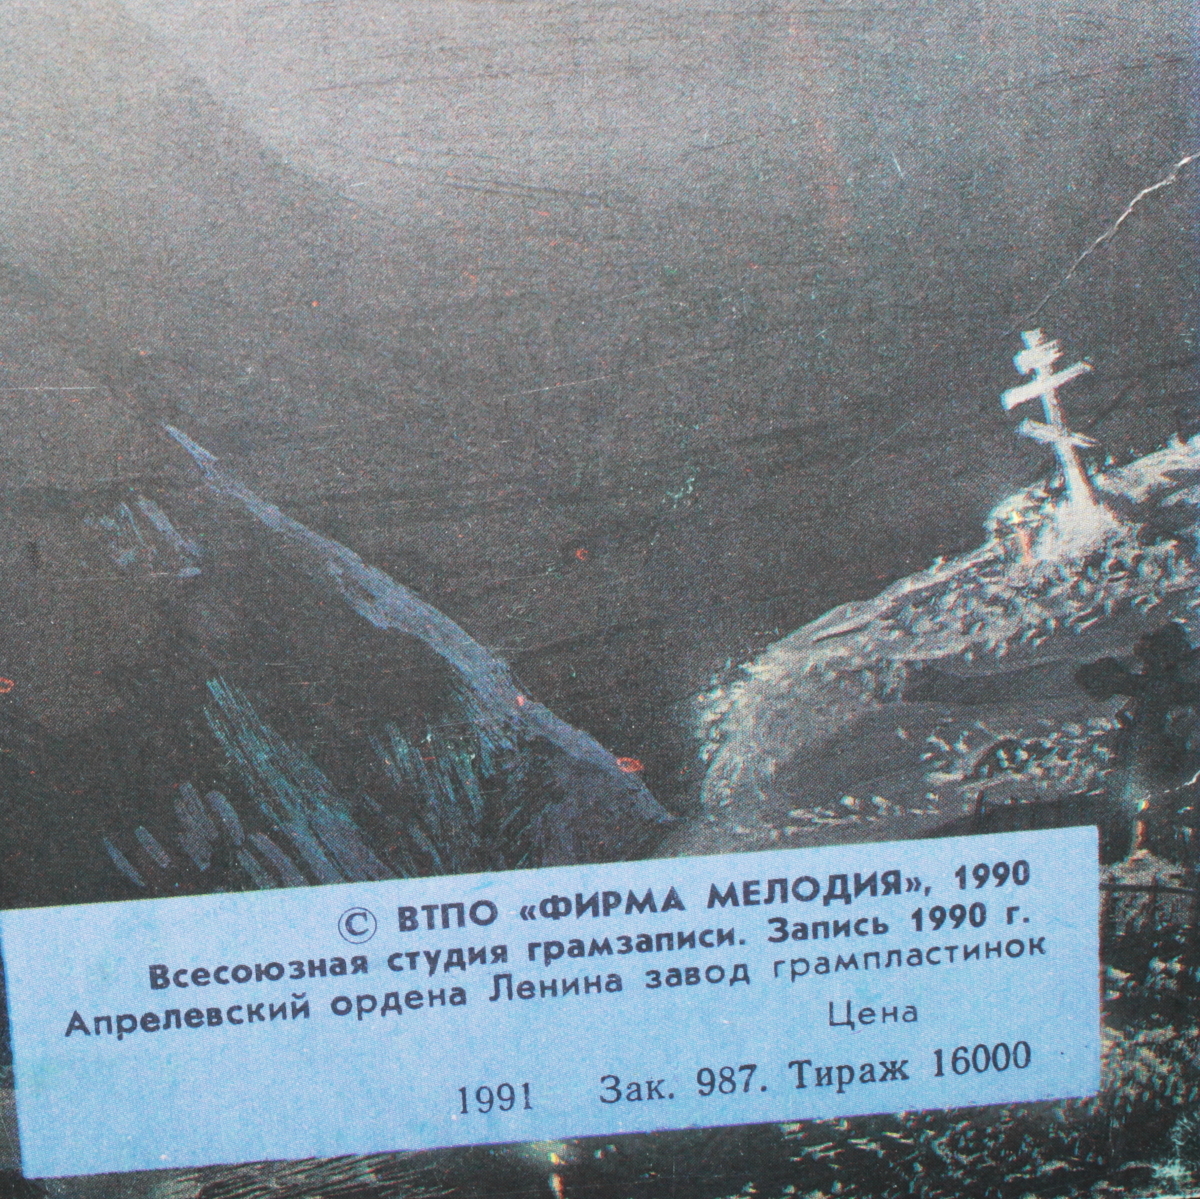 © ВТПО «ФИРМА МЕЛОДИЯ», 1990
Всесоюзная студия грамзаписи. Запись 1990 г.
Апрелевский ордена Ленина завод грампластинок
Цена
1991 Зак. 987. Тираж 16000